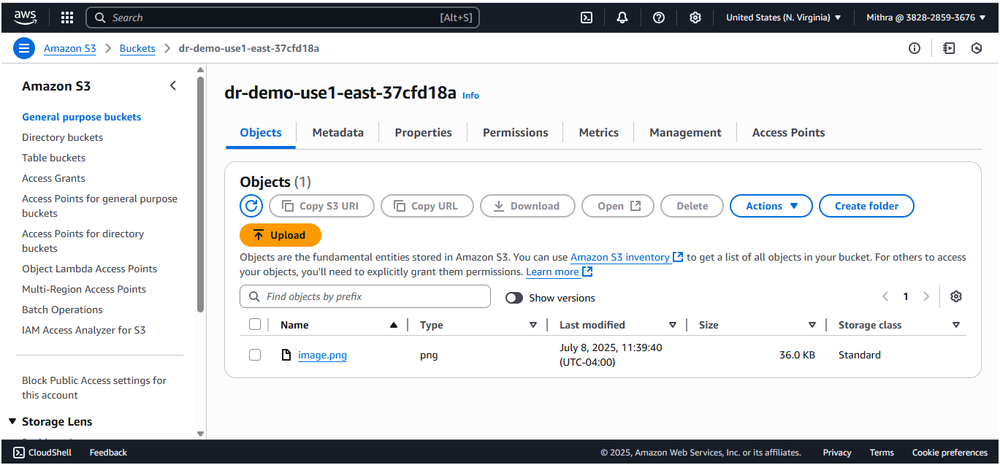 aws
Search [Alt+S]
United States (N. Virginia)
Mithra @ 3828-2859-3676
Amazon S3 > Buckets > dr-demo-use1-east-37cfd18a
Amazon S3
General purpose buckets
Directory buckets
Table buckets
Access Grants
Access Points for general purpose
buckets
Access Points for directory
buckets
Object Lambda Access Points
Multi-Region Access Points
Batch Operations
IAM Access Analyzer for S3
Block Public Access settings for
this account
Storage Lens
dr-demo-use1-east-37cfd18a Info
Objects Metadata Properties Permissions Metrics Management Access Points
Objects (1)
Copy S3 URI Copy URL Download Open Delete Actions Create folder
Upload
Objects are the fundamental entities stored in Amazon S3. You can use Amazon S3 inventory to get a list of all objects in your bucket. For others to access
your objects, you'll need to explicitly grant them permissions. Learn more
Find objects by prefix Show versions 1
Name Type Last modified Size Storage class
image.png png July 8, 2025, 11:39:40 36.0 KB Standard
(UTC-04:00)
CloudShell Feedback © 2025, Amazon Web Services, Inc. or its affiliates. Privacy Terms Cookie preferences